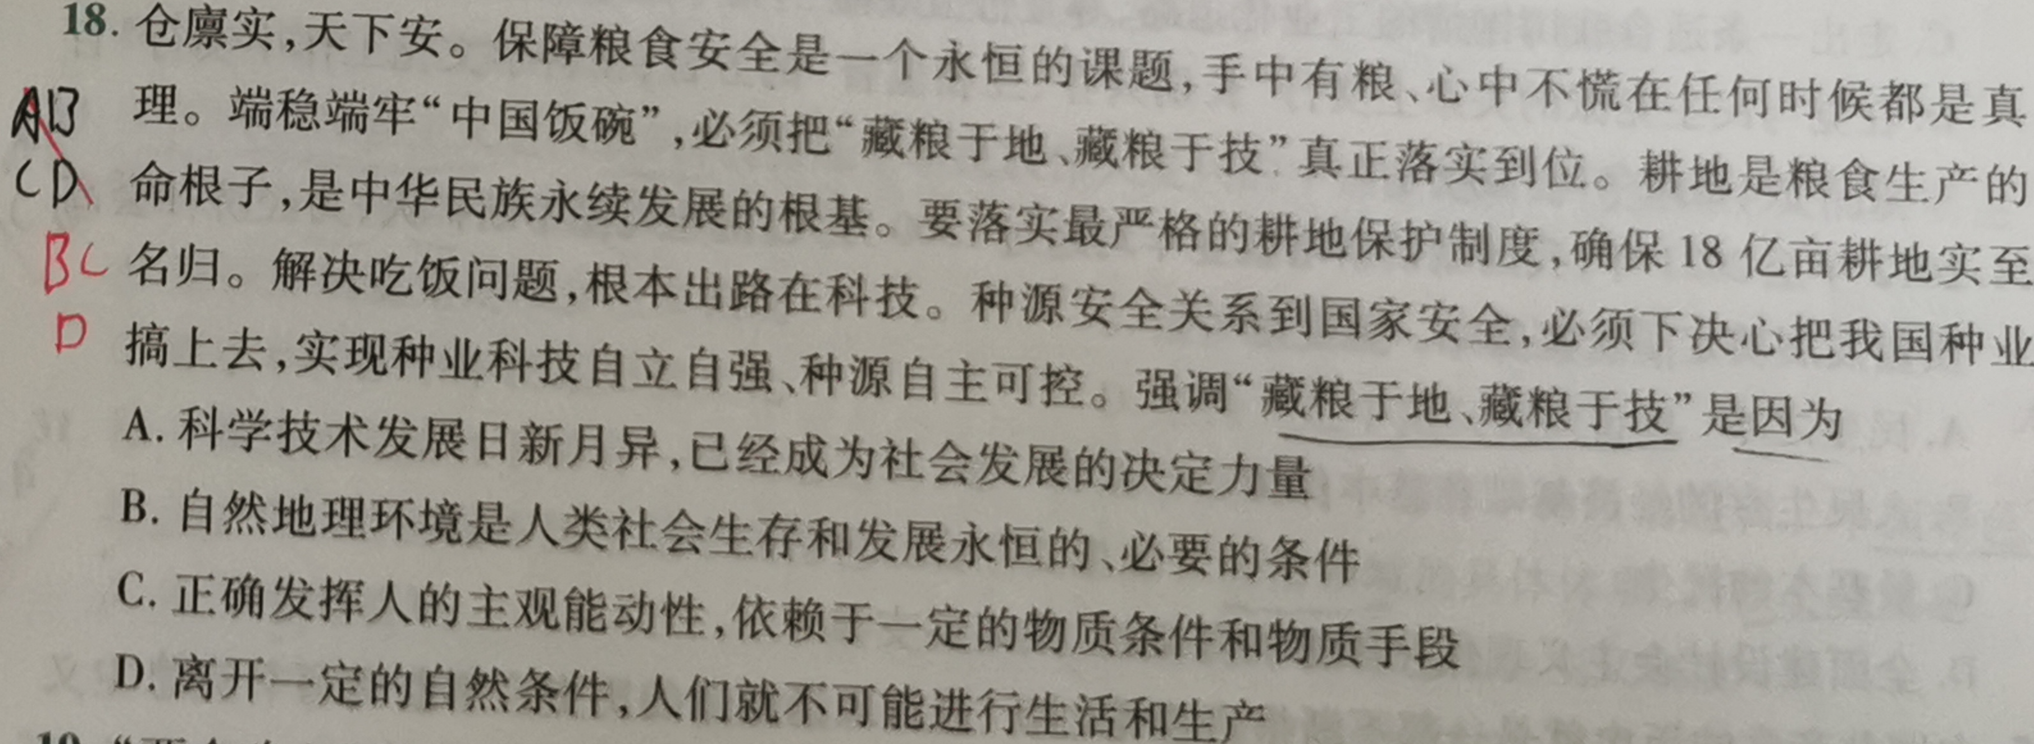 18. 仓廪实,天下安。保障粮食安全是一个永恒的课题,手中有粮、心中不慌在任何时候都是真
AB 理。端稳端牢“中国饭碗”,必须把“藏粮于地、藏粮于技”真正落实到位。耕地是粮食生产的
CD 命根子,是中华民族永续发展的根基。要落实最严格的耕地保护制度,确保 18 亿亩耕地实至
BC 名归。解决吃饭问题,根本出路在科技。种源安全关系到国家安全,必须下决心把我国种业
D 搞上去,实现种业科技自立自强、种源自主可控。强调“藏粮于地、藏粮于技”是因为
A. 科学技术发展日新月异,已经成为社会发展的决定力量
B. 自然地理环境是人类社会生存和发展永恒的、必要的条件
C. 正确发挥人的主观能动性,依赖于一定的物质条件和物质手段
D. 离开一定的自然条件,人们就不可能进行生活和生产